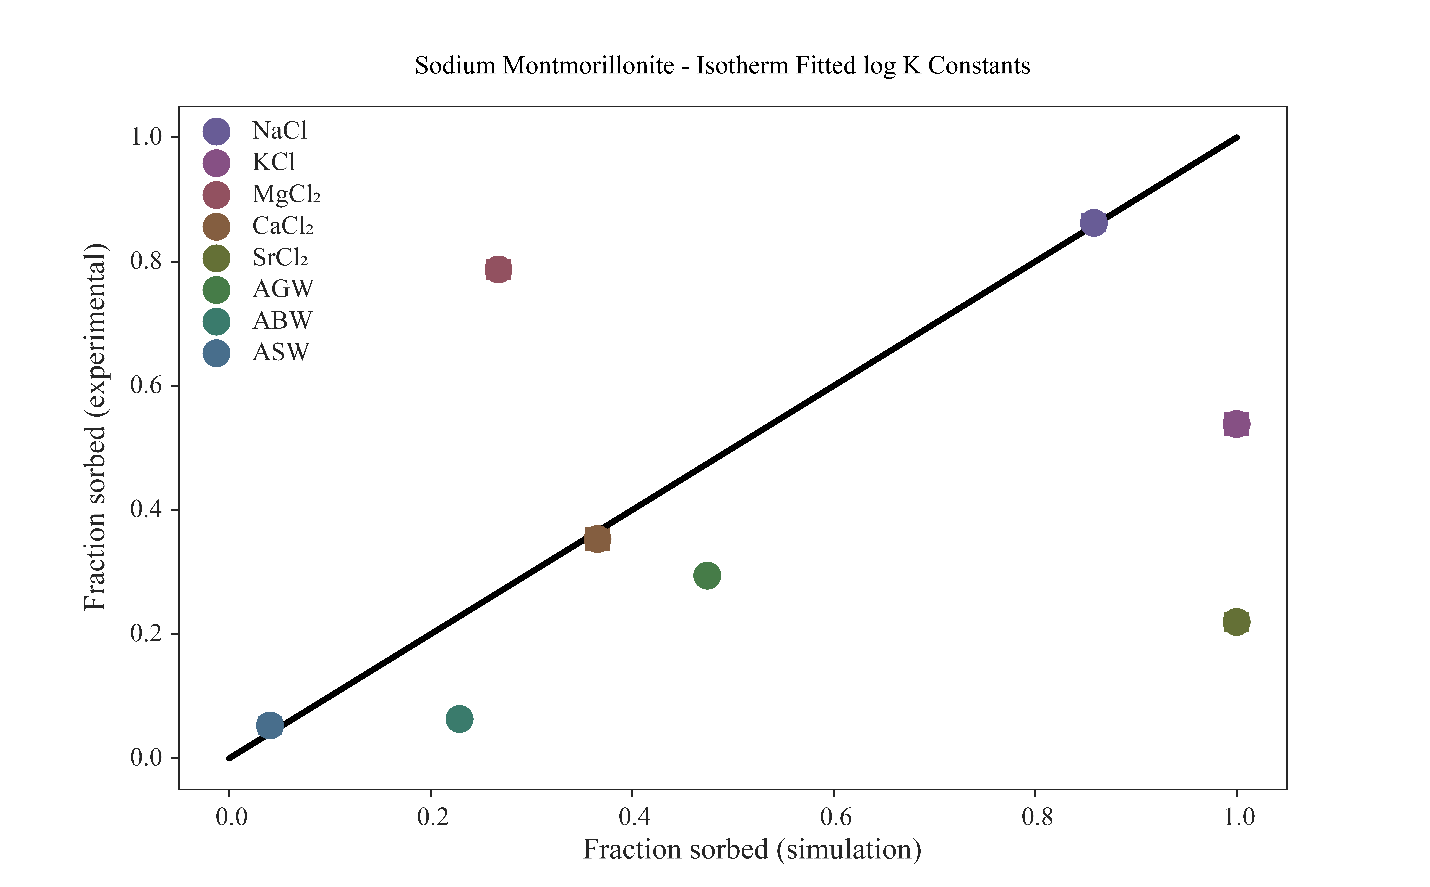 Sodium Montmorillonite - Isotherm Fitted log K Constants
NaCl
KCl
MgCl₂
CaCl₂
SrCl₂
AGW
ABW
ASW
1.0
0.8
0.6
0.4
0.2
0.0
Fraction sorbed (experimental)
0.0 0.2 0.4 0.6 0.8 1.0
Fraction sorbed (simulation)